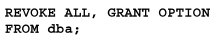 REVOKE ALL, GRANT OPTION
FROM dba;